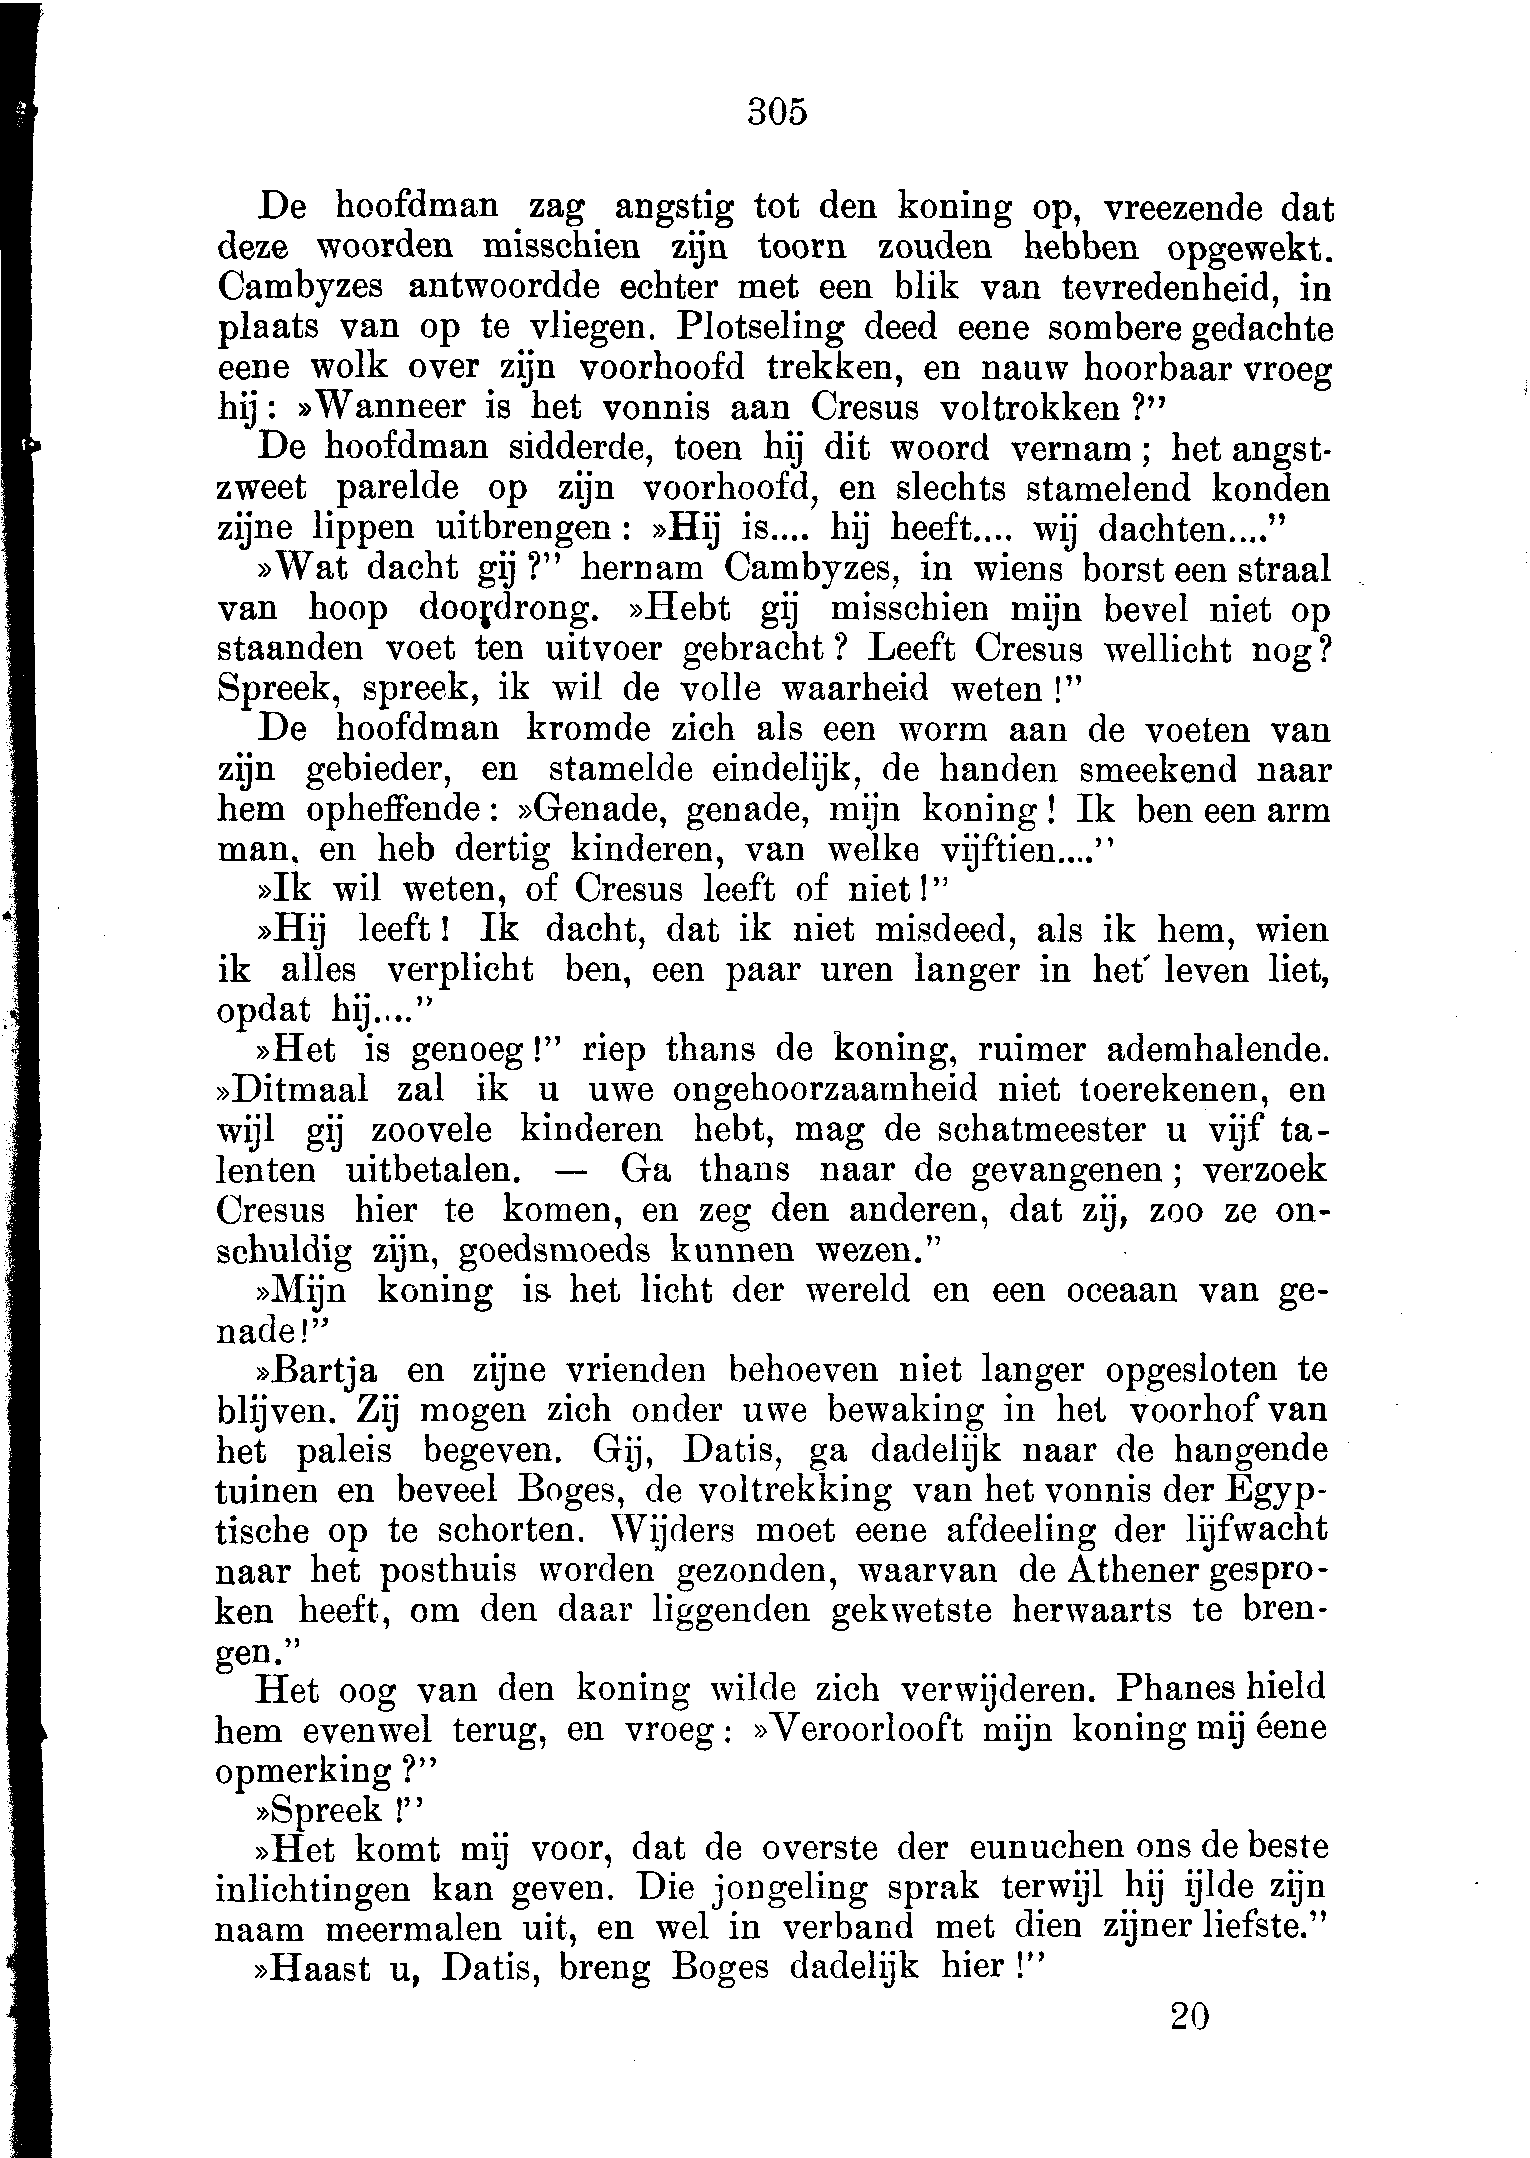 305
De hoofdman zag angstig tot den koning op, vreezende dat
deze woorden misschien zijn toorn zouden hebben opgewekt.
Cambyzes antwoordde echter met een blik van tevredenheid, in
plaats van op te vliegen. Plotseling deed eene sombere gedachte
eene wolk over zijn voorhoofd trekken, en nauw hoorbaar vroeg
hij: »Wanneer is het vonnis aan Cresus voltrokken?"
De hoofdman sidderde, toen hij dit woord vernam; het angst-
zweet parelde op zijn voorhoofd, en slechts stamelend konden
zijne lippen uitbrengen: »Hij is.... hij heeft.... wij dachten...."
»Wat dacht gij?" hernam Cambyzes, in wiens borst een straal
van hoop doordrong. »Hebt gij misschien mijn bevel niet op
staanden voet ten uitvoer gebracht? Leeft Cresus wellicht nog?
Spreek, spreek, ik wil de volle waarheid weten!"
De hoofdman kromde zich als een worm aan de voeten van
zijn gebieder, en stamelde eindelijk, de handen smeekend naar
hem opheffende: »Genade, genade, mijn koning! Ik ben een arm
man, en heb dertig kinderen, van welke vijftien...."
»Ik wil weten, of Cresus leeft of niet!"
»Hij leeft! Ik dacht, dat ik niet misdeed, als ik hem, wien
ik alles verplicht ben, een paar uren langer in het leven liet,
opdat hij...."
»Het is genoeg!" riep thans de koning, ruimer ademhalende.
»Ditmaal zal ik u uwe ongehoorzaamheid niet toerekenen, en
wijl gij zoovele kinderen hebt, mag de schatmeester u vijf ta-
lenten uitbetalen. — Ga thans naar de gevangenen; verzoek
Cresus hier te komen, en zeg den anderen, dat zij, zoo ze on-
schuldig zijn, goedsmoeds kunnen wezen."
»Mijn koning is het licht der wereld en een oceaan van ge-
nade!"
»Bartja en zijne vrienden behoeven niet langer opgesloten te
blijven. Zij mogen zich onder uwe bewaking in het voorhof van
het paleis begeven. Gij, Datis, ga dadelijk naar de hangende
tuinen en beveel Boges, de voltrekking van het vonnis der Egyp-
tische op te schorten. Wijders moet eene afdeeling der lijfwacht
naar het posthuis worden gezonden, waarvan de Athener gespro-
ken heeft, om den daar liggenden gekwetste herwaarts te bren-
gen."
Het oog van den koning wilde zich verwijderen. Phanes hield
hem evenwel terug, en vroeg: »Veroorlooft mijn koning mij éene
opmerking?"
»Spreek!"
»Het komt mij voor, dat de overste der eunuchen ons de beste
inlichtingen kan geven. Die jongeling sprak terwijl hij ijlde zijn
naam meermalen uit, en wel in verband met dien zijner liefste."
»Haast u, Datis, breng Boges dadelijk hier!"
20